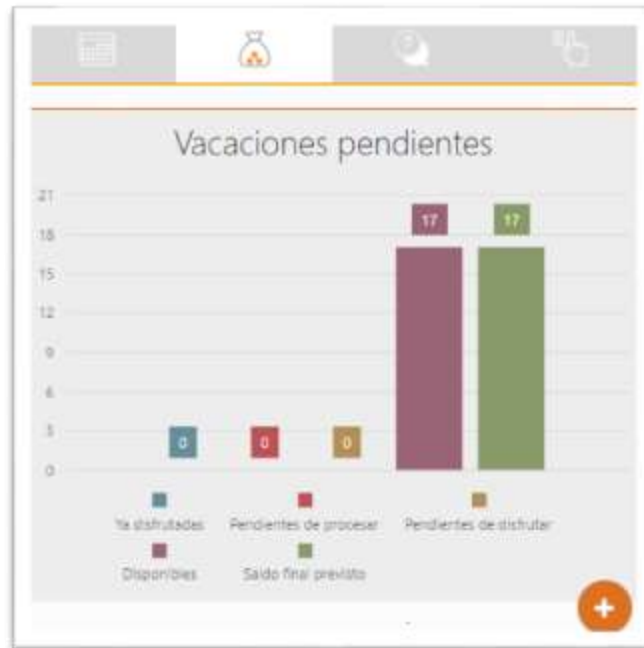 Vacaciones pendientes
21
18
15
12
9
6
3
0
17
17
0
0
0
Ya disfrutadas
Pendientes de procesar
Pendientes de disfrutar
Disponibles
Saldo final previsto
+